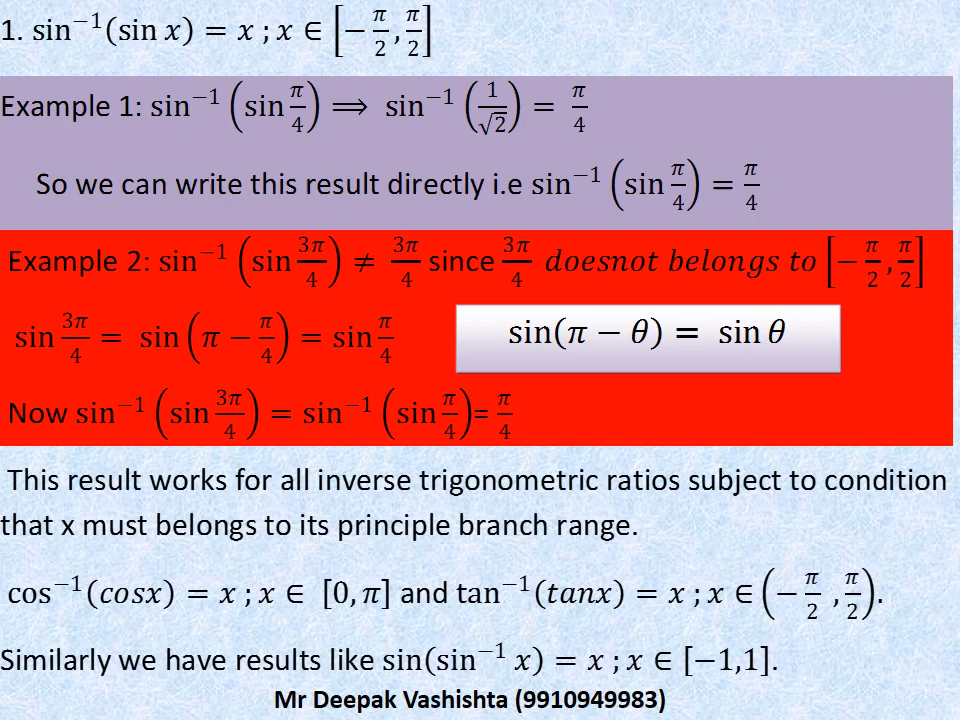 1. sin⁻¹(sin 𝑥) = 𝑥 ; 𝑥 ∈ [−𝜋/2, 𝜋/2]
Example 1: sin⁻¹(sin 𝜋/4) ⟹ sin⁻¹(1/√2) = 𝜋/4
So we can write this result directly i.e sin⁻¹(sin 𝜋/4) = 𝜋/4
Example 2: sin⁻¹(sin 3𝜋/4) ≠ 3𝜋/4 since 3𝜋/4 doesnot belongs to [−𝜋/2, 𝜋/2]
sin 3𝜋/4 = sin(𝜋 − 𝜋/4) = sin 𝜋/4
sin(𝜋 − 𝜃) = sin 𝜃
Now sin⁻¹(sin 3𝜋/4) = sin⁻¹(sin 𝜋/4)= 𝜋/4
This result works for all inverse trigonometric ratios subject to condition
that x must belongs to its principle branch range.
cos⁻¹(cosx) = 𝑥 ; 𝑥 ∈ [0, 𝜋] and tan⁻¹(tanx) = 𝑥 ; 𝑥 ∈ (−𝜋/2 , 𝜋/2).
Similarly we have results like sin(sin⁻¹ 𝑥) = 𝑥 ; 𝑥 ∈ [−1,1].
Mr Deepak Vashishta (9910949983)